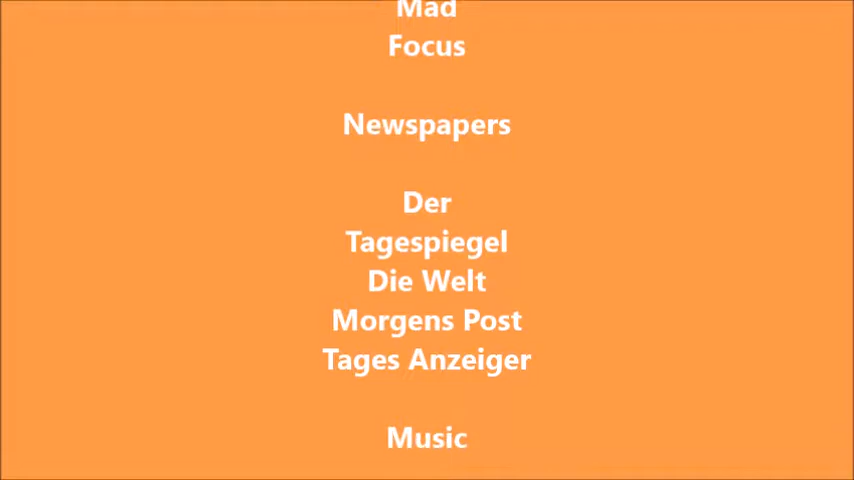 Mad
Focus
Newspapers
Der
Tagespiegel
Die Welt
Morgens Post
Tages Anzeiger
Music